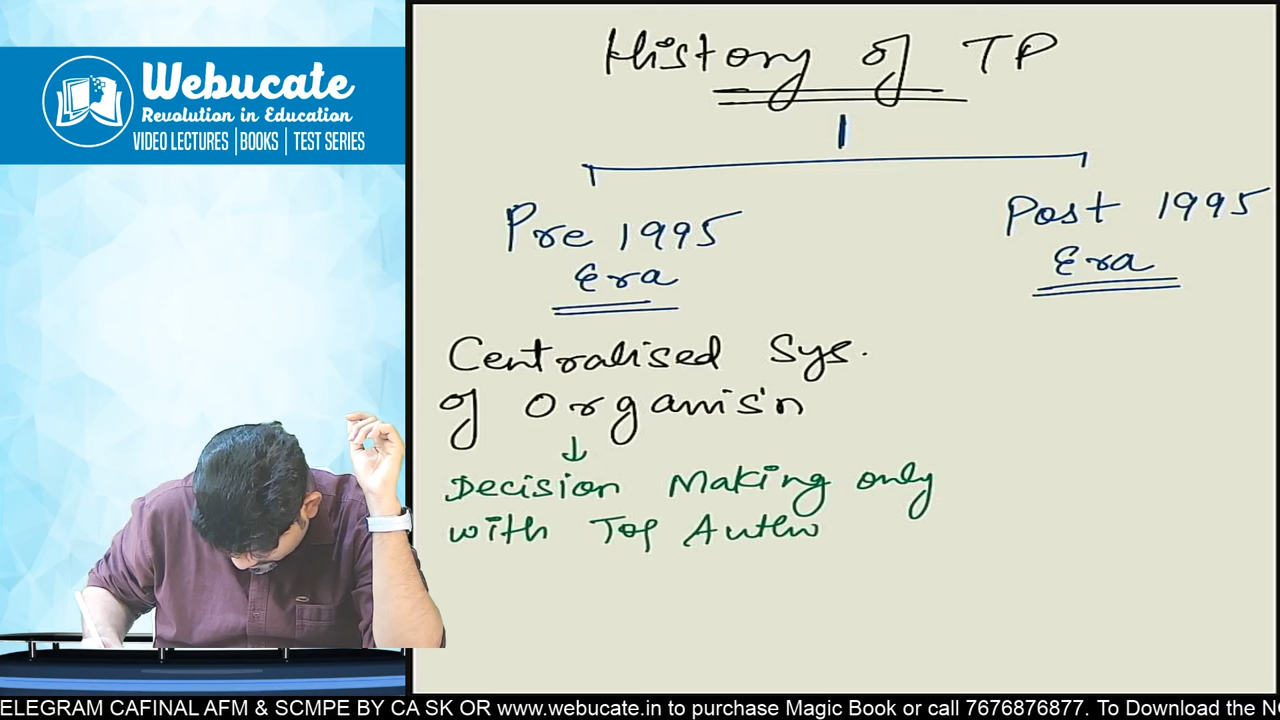 Webucate
Revolution in Education
VIDEO LECTURES | BOOKS | TEST SERIES
History of TP
Pre 1995
Era
Post 1995
Era
Centralised Sys.
of Organis'n
↓
Decision Making only
with Top Autho
ELEGRAM CAFINAL AFM & SCMPE BY CA SK OR www.webucate.in to purchase Magic Book or call 7676876877. To Download the No